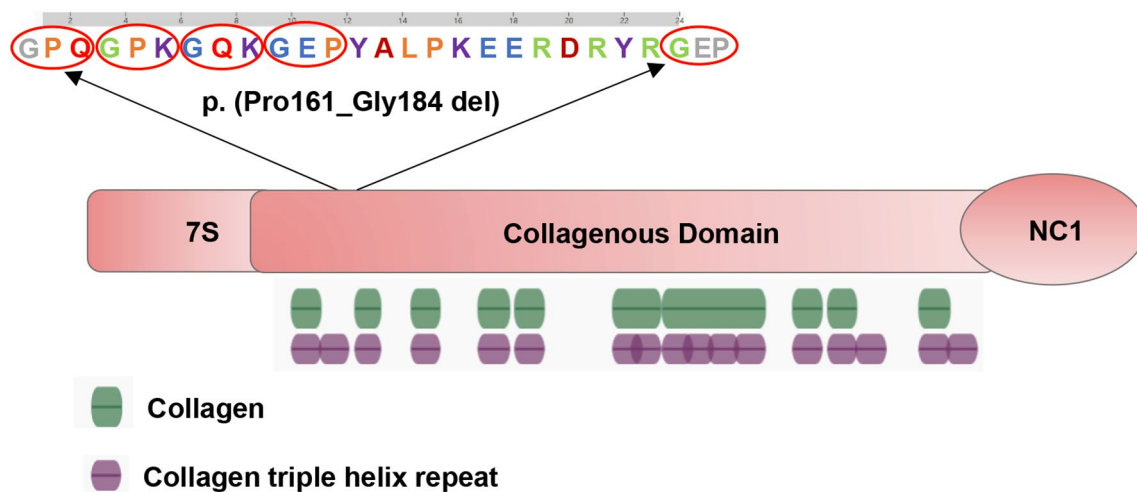 2 4 6 8 10 12 14 16 18 20 22 24
GPQGPKGQKGEPYALPKEERDRYRGEP
p. (Pro161_Gly184 del)
7S Collagenous Domain NC1
Collagen
Collagen triple helix repeat